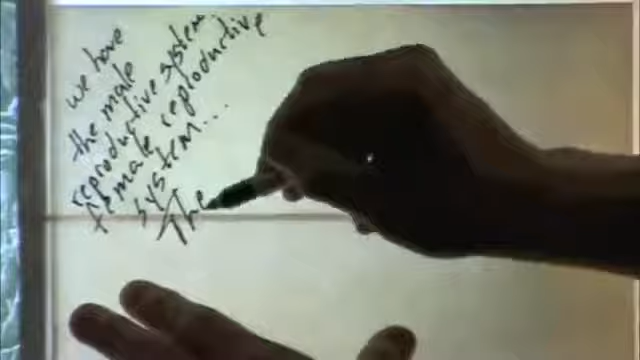 we have
the male
reproductive system
female reproductive
system...
The